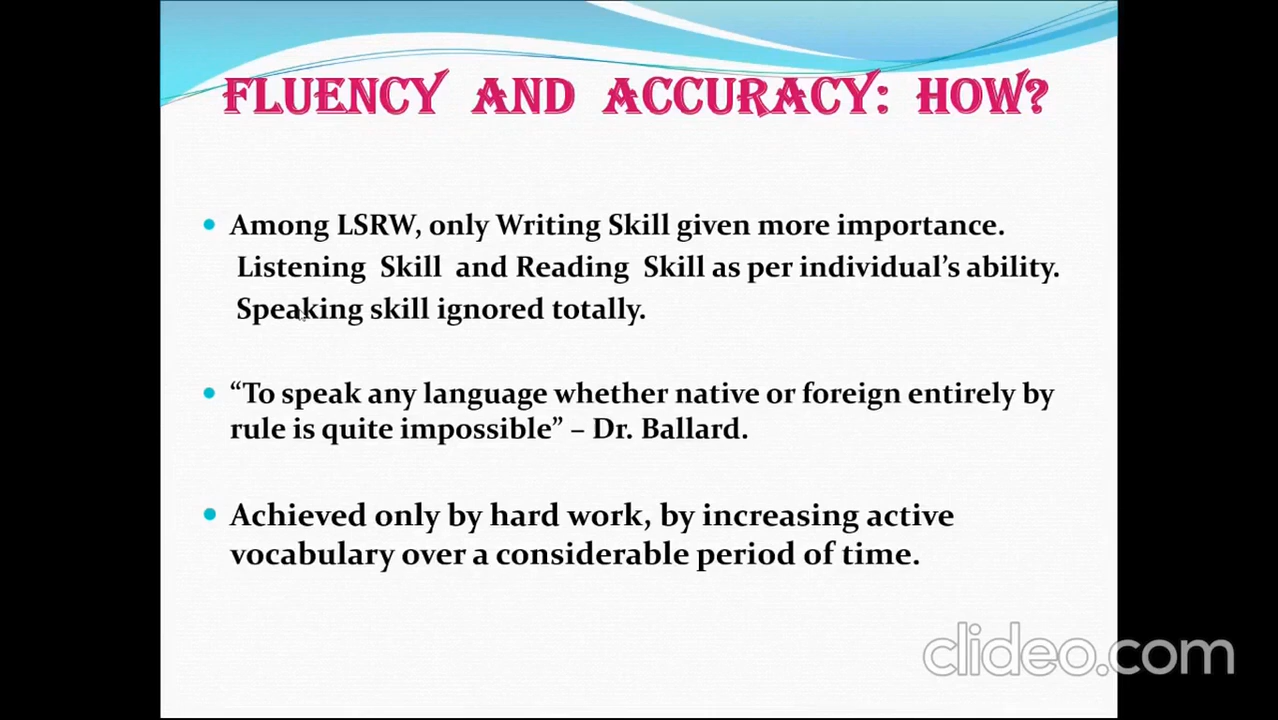 FLUENCY AND ACCURACY: HOW?
Among LSRW, only Writing Skill given more importance.
Listening Skill and Reading Skill as per individual’s ability.
Speaking skill ignored totally.
“To speak any language whether native or foreign entirely by
rule is quite impossible” – Dr. Ballard.
Achieved only by hard work, by increasing active
vocabulary over a considerable period of time.
clideo.com